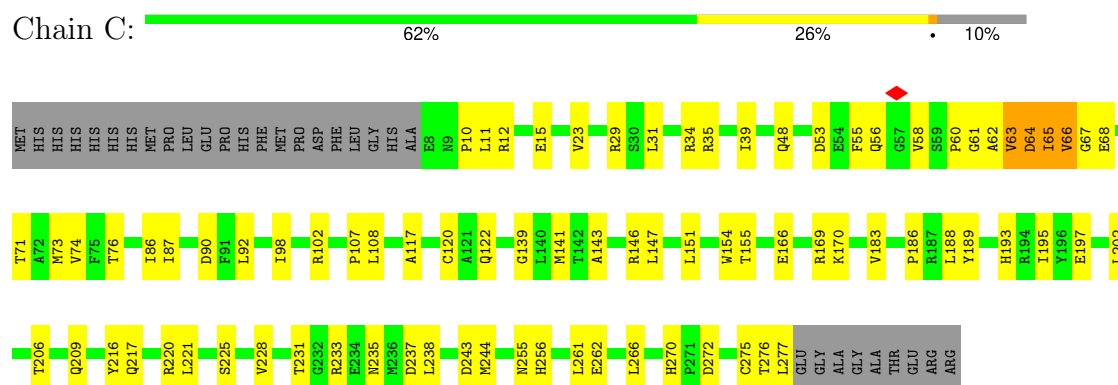 Chain C:
62% 26% • 10%
MET HIS HIS HIS HIS HIS HIS MET PRO LEU GLU PRO HIS PHE MET PRO ASP PHE LEU GLY HIS ALA E8 N9 P10 L11 R12 E15 V23 R29 S30 L31 R34 R35 I39 Q48 D53 E54 F55 Q56 G57 V58 S59 P60 G61 A62 V63 D64 I65 V66 G67 E68
T71 A72 M73 V74 F75 T76 I86 I87 D90 F91 L92 I98 R102 P107 L108 A117 C120 A121 Q122 G139 L140 M141 T142 A143 R146 L147 L151 W154 T155 E166 R169 K170 V183 P186 R187 L188 Y189 H193 R194 I195 Y196 E197 L202
T206 Q209 Y216 Q217 R220 L221 S225 V228 T231 G232 R233 E234 N235 M236 D237 L238 D243 M244 N255 H256 L261 E262 L266 H270 P271 D272 C275 T276 L277 GLU GLY ALA GLY ALA THR GLU ARG ARG